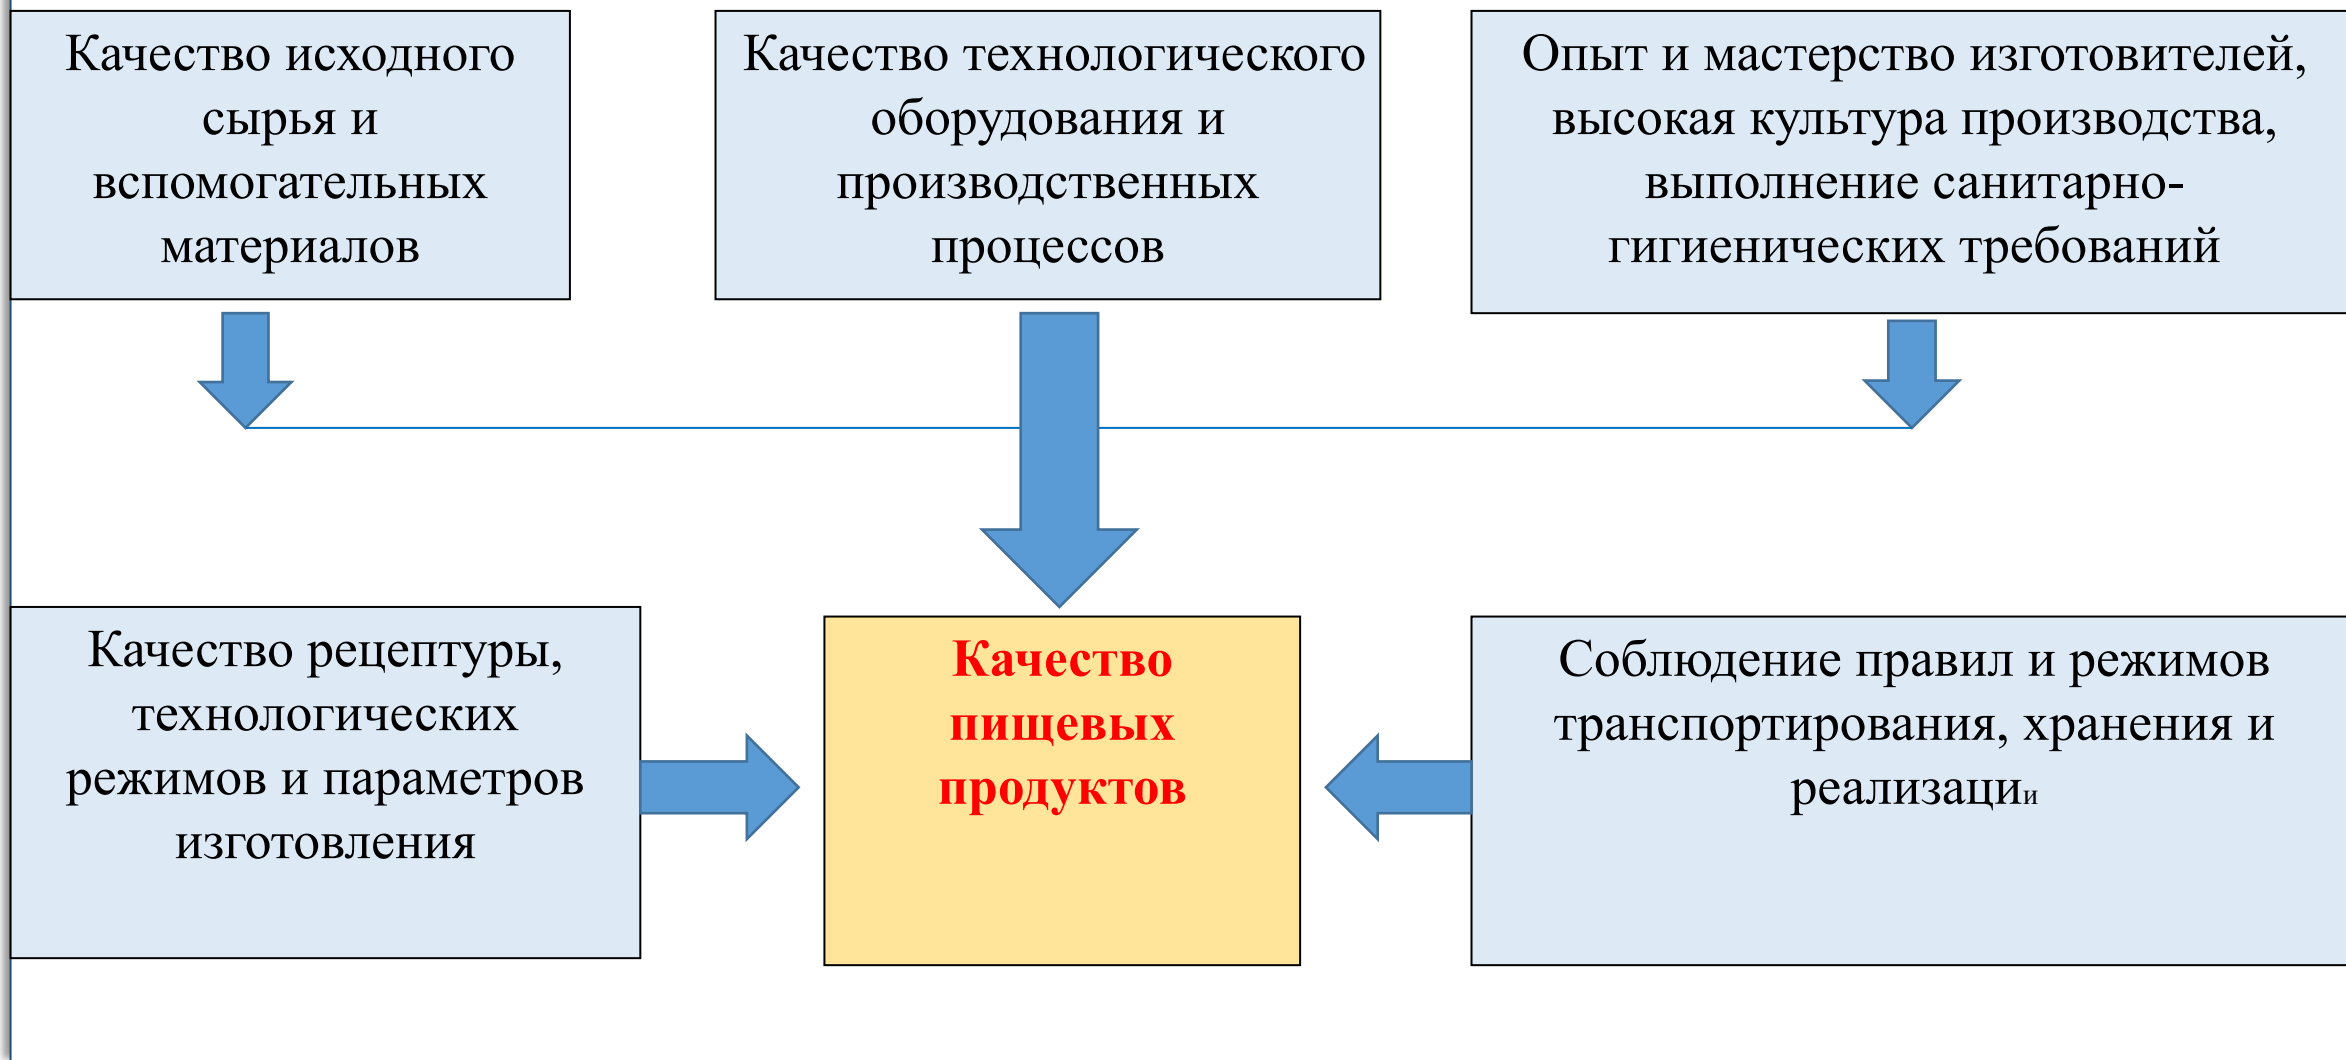 Качество исходного
сырья и
вспомогательных
материалов
Качество технологического
оборудования и
производственных
процессов
Опыт и мастерство изготовителей,
высокая культура производства,
выполнение санитарно-
гигиенических требований
Качество рецептуры,
технологических
режимов и параметров
изготовления
Качество
пищевых
продуктов
Соблюдение правил и режимов
транспортирования, хранения и
реализации